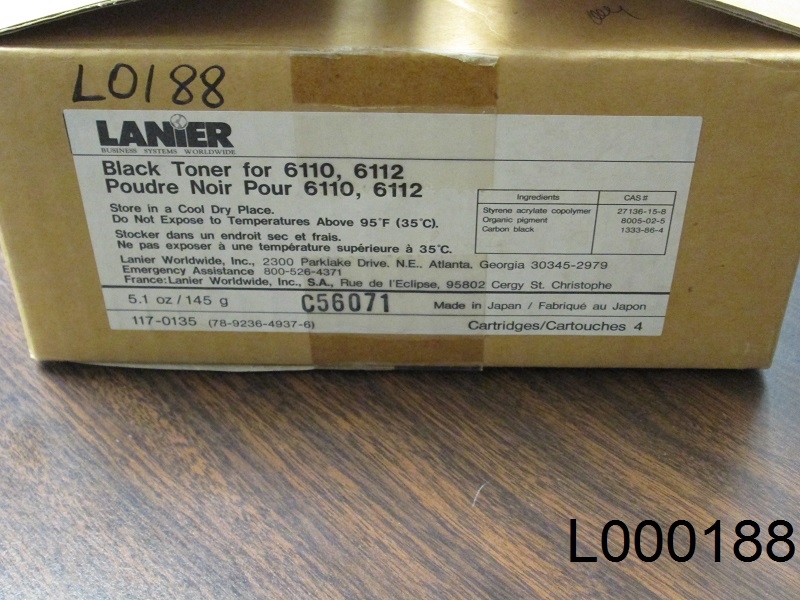 L0188
LANIER
BUSINESS SYSTEMS WORLDWIDE
Black Toner for 6110, 6112
Poudre Noir Pour 6110, 6112
Store in a Cool Dry Place.
Do Not Expose to Temperatures Above 95°F (35°C).
Stocker dans un endroit sec et frais.
Ne pas exposer à une température supérieure à 35°C.
Ingredients CAS #
Styrene acrylate copolymer 27136-15-8
Organic pigment 8005-02-5
Carbon black 1333-86-4
Lanier Worldwide, Inc., 2300 Parklake Drive. N.E., Atlanta, Georgia 30345-2979
Emergency Assistance 800-526-4371
France: Lanier Worldwide, Inc., S.A., Rue de l'Eclipse, 95802 Cergy St. Christophe
5.1 oz / 145 g C56071 Made in Japan / Fabriqué au Japon
117-0135 (78-9236-4937-6) Cartridges/Cartouches 4
L000188